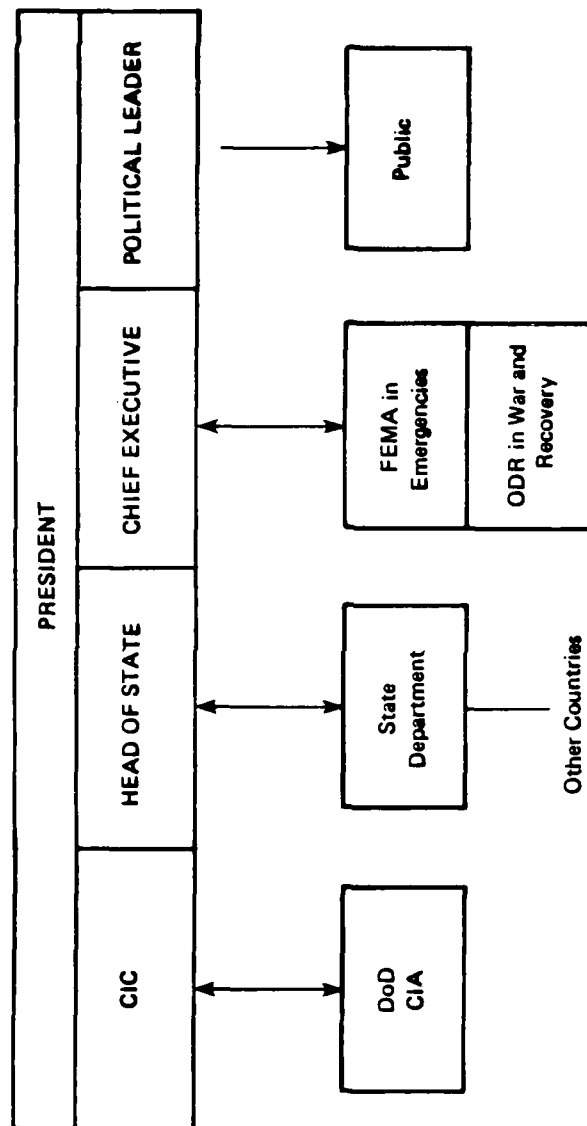 PRESIDENT
CIC
HEAD OF STATE
CHIEF EXECUTIVE
POLITICAL LEADER
DoD
CIA
State
Department
FEMA in
Emergencies
Public
ODR in War and
Recovery
Other Countries